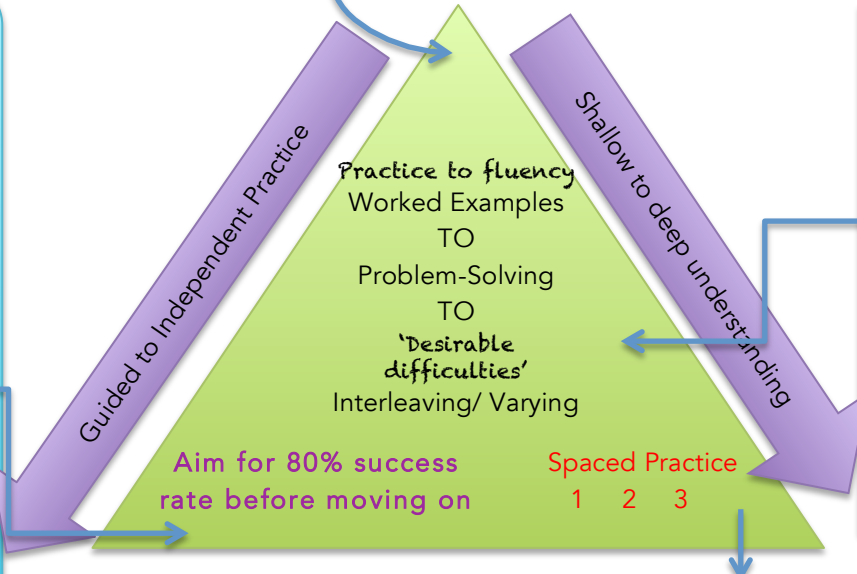 Guided to Independent Practice
Shallow to deep understanding
Practice to fluency
Worked Examples
TO
Problem-Solving
TO
‘Desirable
difficulties’
Interleaving/ Varying
Aim for 80% success
rate before moving on
Spaced Practice
1 2 3